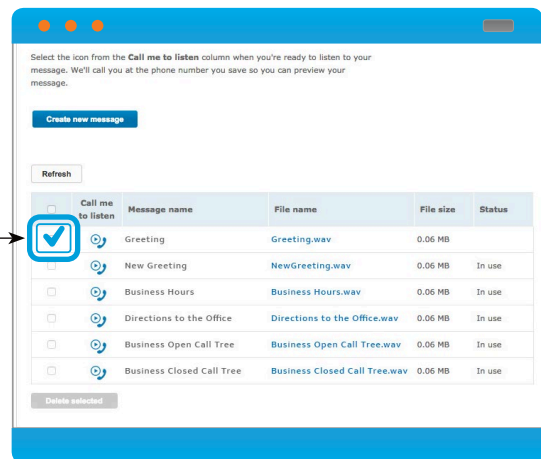 Select the icon from the Call me to listen column when you're ready to listen to your
message. We'll call you at the phone number you save so you can preview your
message.
Create new message
Refresh
Call me
to listen
Message name
File name
File size
Status
Greeting
Greeting.wav
0.06 MB
New Greeting
NewGreeting.wav
0.06 MB
In use
Business Hours
Business Hours.wav
0.06 MB
In use
Directions to the Office
Directions to the Office.wav
0.06 MB
In use
Business Open Call Tree
Business Open Call Tree.wav
0.06 MB
In use
Business Closed Call Tree
Business Closed Call Tree.wav
0.06 MB
In use
Delete selected